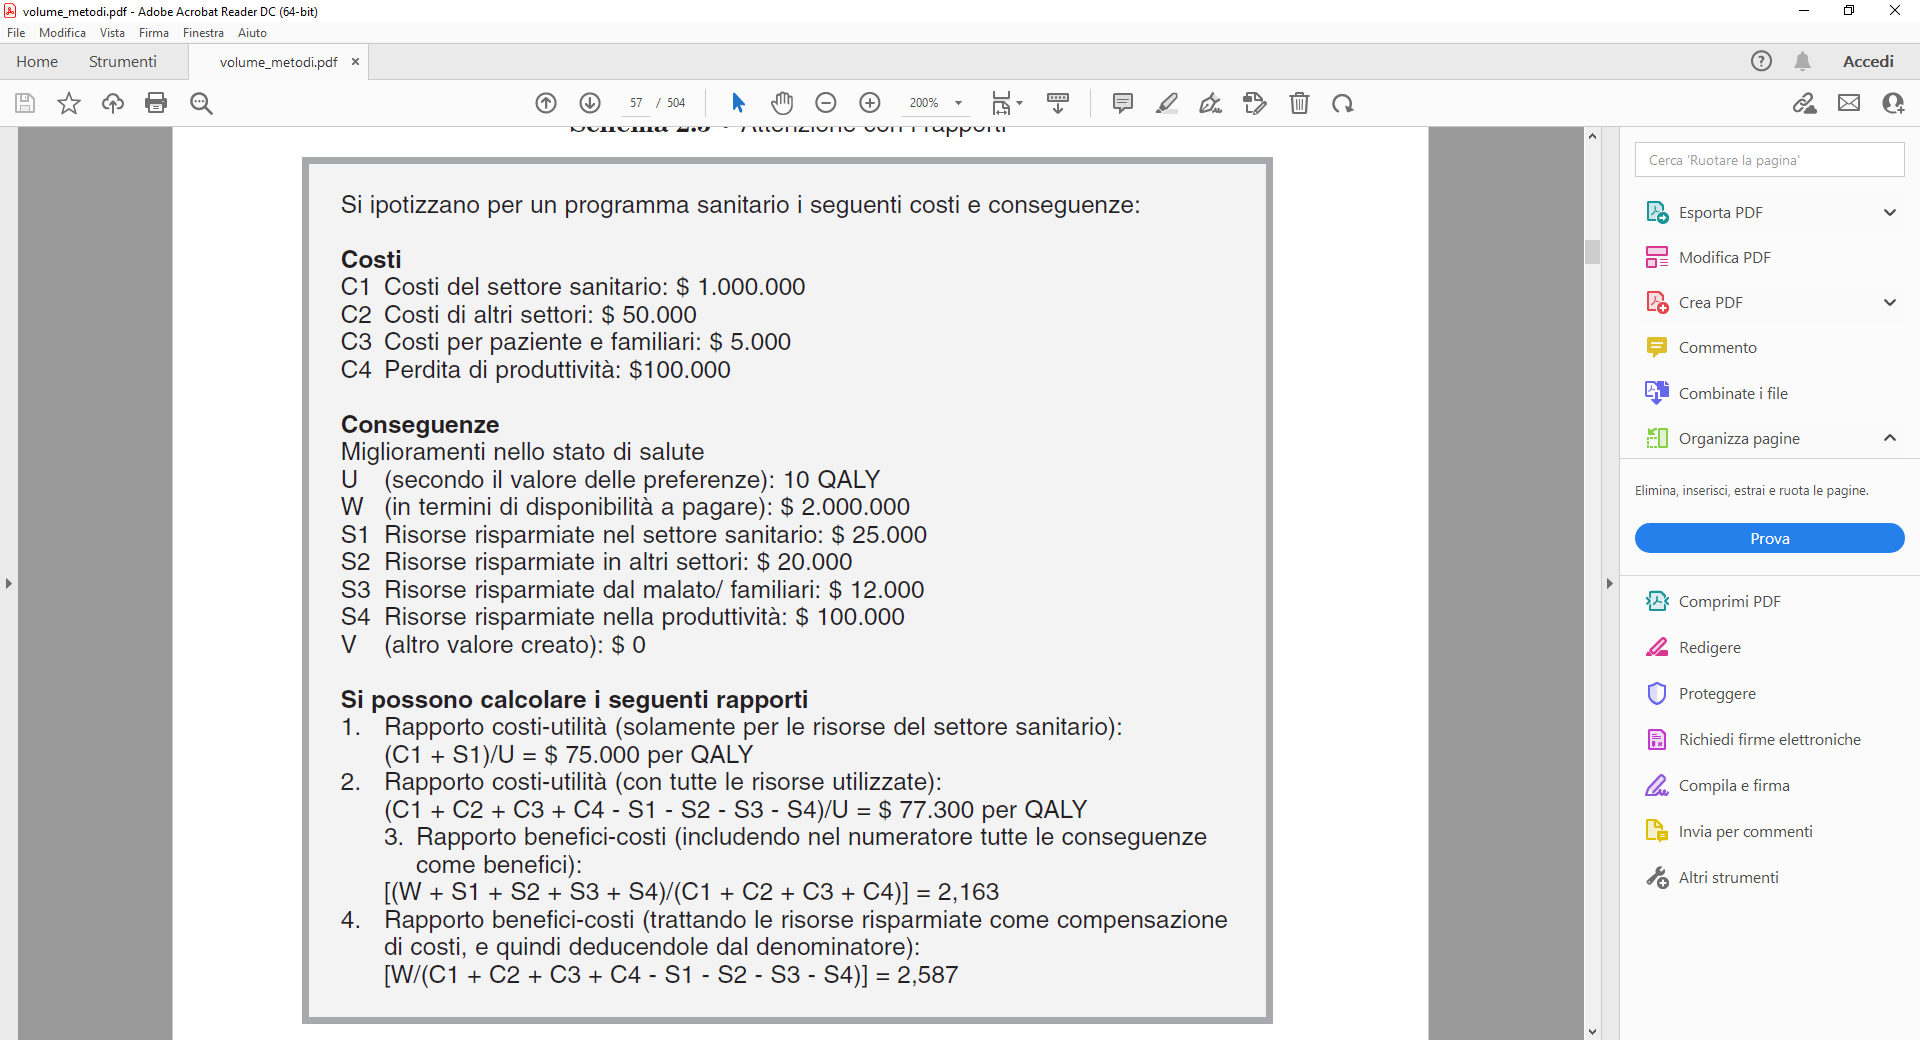 volume_metodi.pdf - Adobe Acrobat Reader DC (64-bit)
File Modifica Vista Firma Finestra Aiuto
Home Strumenti volume_metodi.pdf × Accedi
57 / 504 200%
Schema 2.3 • Attenzione con i rapporti
Si ipotizzano per un programma sanitario i seguenti costi e conseguenze:
Costi
C1 Costi del settore sanitario: $ 1.000.000
C2 Costi di altri settori: $ 50.000
C3 Costi per paziente e familiari: $ 5.000
C4 Perdita di produttività: $100.000
Conseguenze
Miglioramenti nello stato di salute
U (secondo il valore delle preferenze): 10 QALY
W (in termini di disponibilità a pagare): $ 2.000.000
S1 Risorse risparmiate nel settore sanitario: $ 25.000
S2 Risorse risparmiate in altri settori: $ 20.000
S3 Risorse risparmiate dal malato/ familiari: $ 12.000
S4 Risorse risparmiate nella produttività: $ 100.000
V (altro valore creato): $ 0
Si possono calcolare i seguenti rapporti
1. Rapporto costi-utilità (solamente per le risorse del settore sanitario):
(C1 + S1)/U = $ 75.000 per QALY
2. Rapporto costi-utilità (con tutte le risorse utilizzate):
(C1 + C2 + C3 + C4 - S1 - S2 - S3 - S4)/U = $ 77.300 per QALY
3. Rapporto benefici-costi (includendo nel numeratore tutte le conseguenze
come benefici):
[(W + S1 + S2 + S3 + S4)/(C1 + C2 + C3 + C4)] = 2,163
4. Rapporto benefici-costi (trattando le risorse risparmiate come compensazione
di costi, e quindi deducendole dal denominatore):
[W/(C1 + C2 + C3 + C4 - S1 - S2 - S3 - S4)] = 2,587
Cerca 'Ruotare la pagina'
Esporta PDF
Modifica PDF
Crea PDF
Commento
Combinate i file
Organizza pagine
Elimina, inserisci, estrai e ruota le pagine.
Prova
Comprimi PDF
Redigere
Proteggere
Richiedi firme elettroniche
Compila e firma
Invia per commenti
Altri strumenti